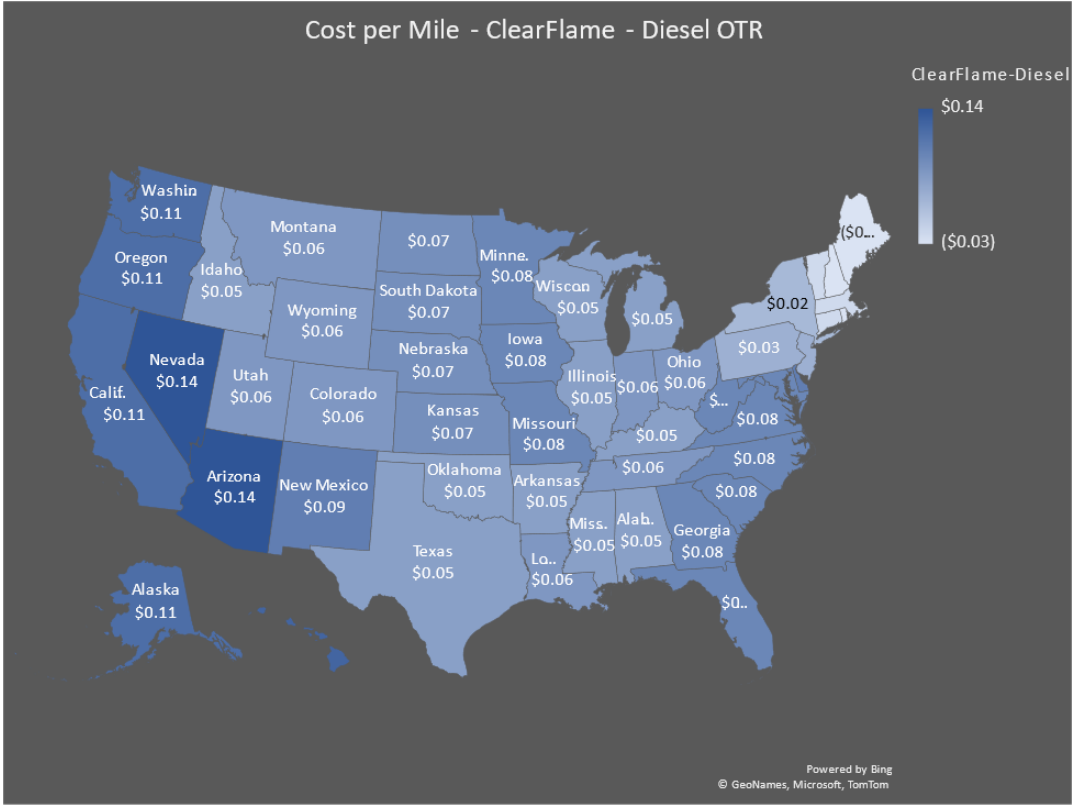 Cost per Mile - ClearFlame - Diesel OTR
ClearFlame-Diesel
$0.14
($0.03)
Washin.
$0.11
Oregon
$0.11
Idaho
$0.05
Montana
$0.06
$0.07
Minne.
$0.08
Wiscon
$0.05
$0.05
($0...
$0.02
South Dakota
$0.07
Wyoming
$0.06
Nevada
$0.14
Utah
$0.06
Colorado
$0.06
Nebraska
$0.07
Iowa
$0.08
Illinois
$0.05
$0.06
Ohio
$0.06
$0.03
Calif.
$0.11
Kansas
$0.07
Missouri
$0.08
$0.05
$...
$0.08
Arizona
$0.14
New Mexico
$0.09
Oklahoma
$0.05
Arkansas
$0.05
$0.06
$0.08
$0.08
Texas
$0.05
Lo...
$0.06
Miss.
$0.05
Alab.
$0.05
Georgia
$0.08
$0...
Alaska
$0.11
Powered by Bing
© GeoNames, Microsoft, TomTom